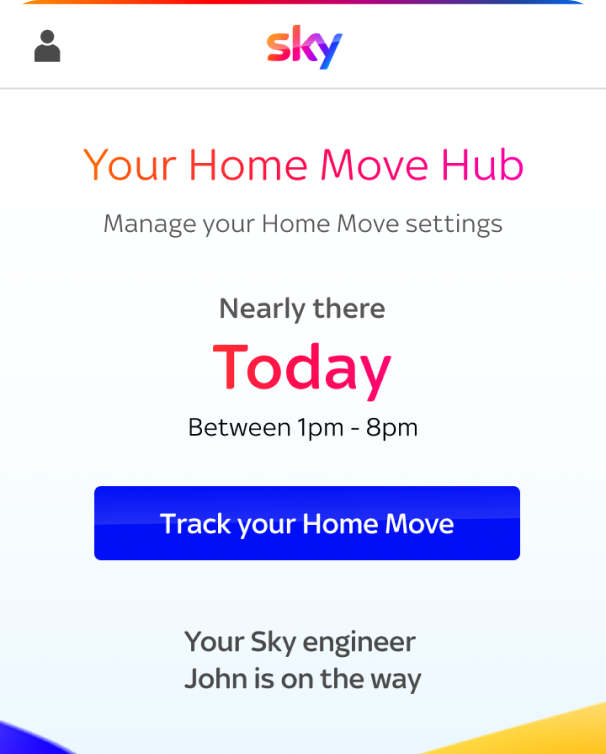 sky
Your Home Move Hub
Manage your Home Move settings
Nearly there
Today
Between 1pm - 8pm
Track your Home Move
Your Sky engineer
John is on the way